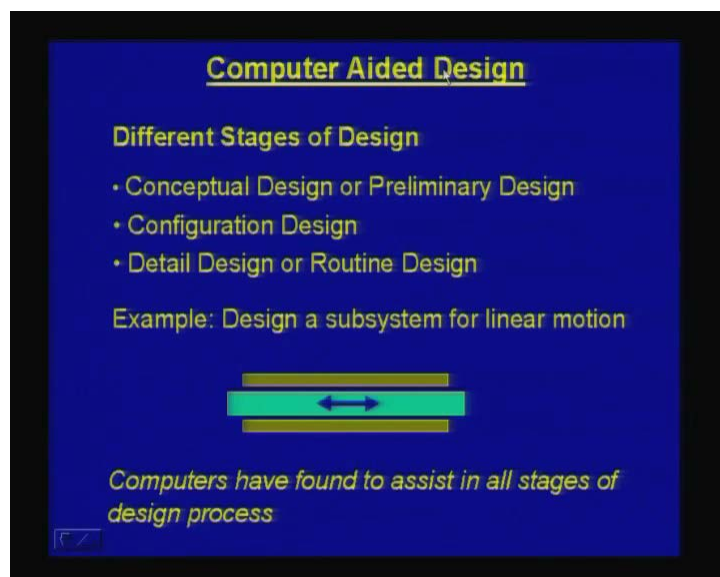 Computer Aided Design
Different Stages of Design
• Conceptual Design or Preliminary Design
• Configuration Design
• Detail Design or Routine Design
Example: Design a subsystem for linear motion
Computers have found to assist in all stages of
design process